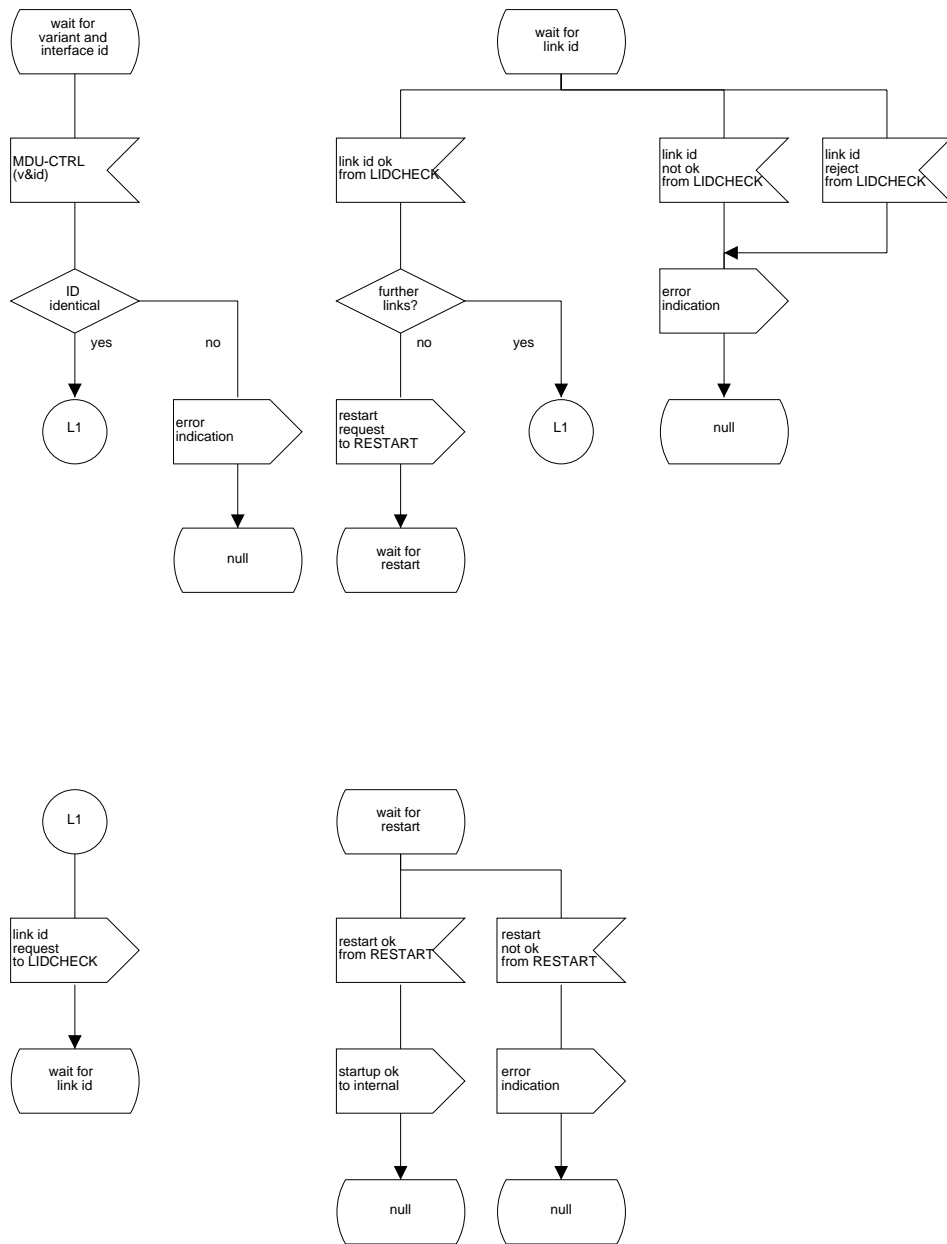 wait for
variant and
interface id
wait for
link id
MDU-CTRL
(v&id)
link id ok
from LIDCHECK
link id
not ok
from LIDCHECK
link id
reject
from LIDCHECK
ID
identical
further
links?
error
indication
yes
no
no
yes
L1
error
indication
restart
request
to RESTART
L1
null
null
wait for
restart
L1
wait for
restart
link id
request
to LIDCHECK
restart ok
from RESTART
restart
not ok
from RESTART
wait for
link id
startup ok
to internal
error
indication
null
null